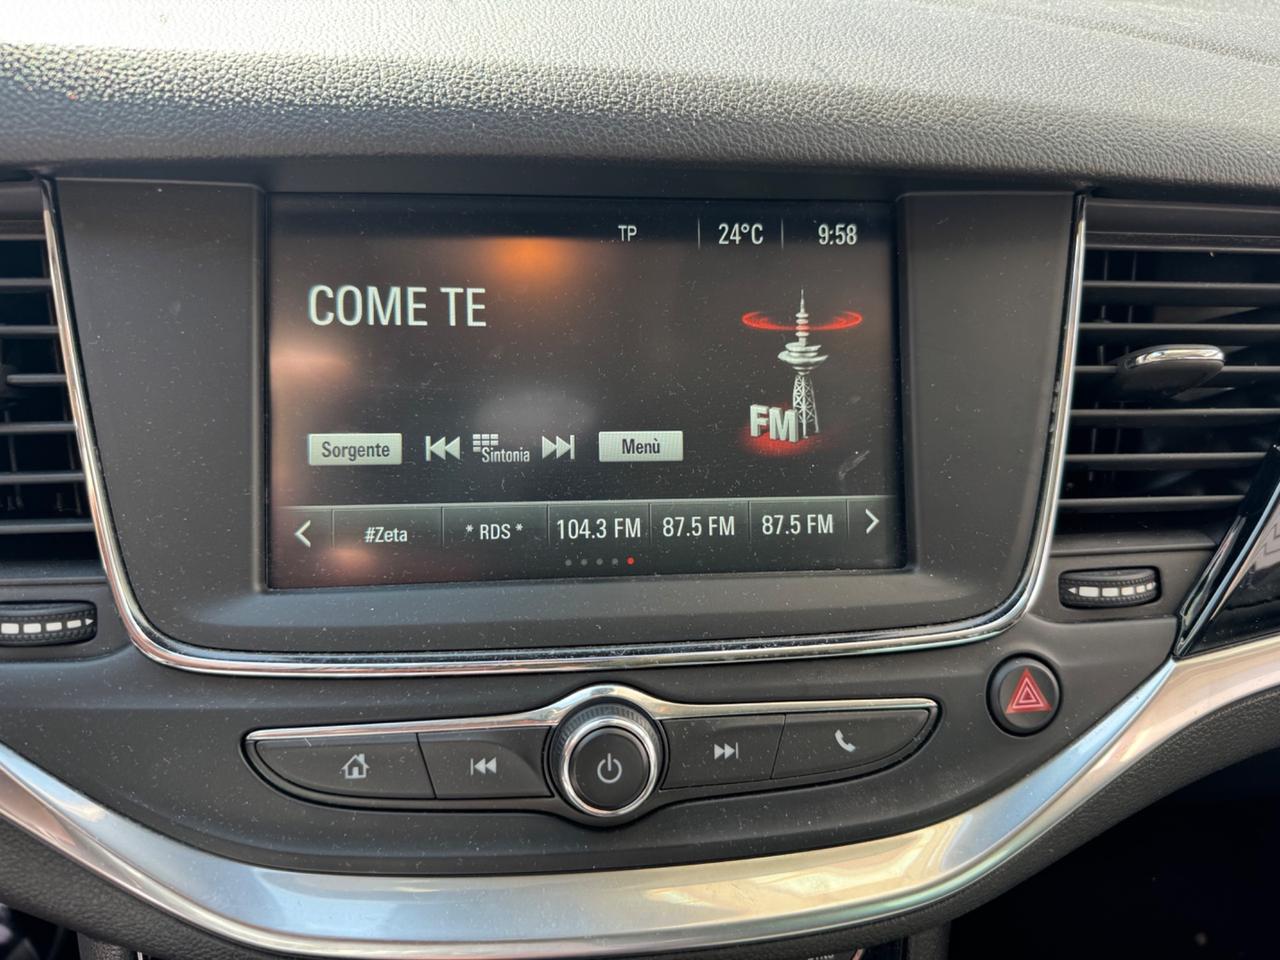 TP 24°C 9:58
COME TE
FM
Sorgente Sintonia Menù
#Zeta * RDS * 104.3 FM 87.5 FM 87.5 FM